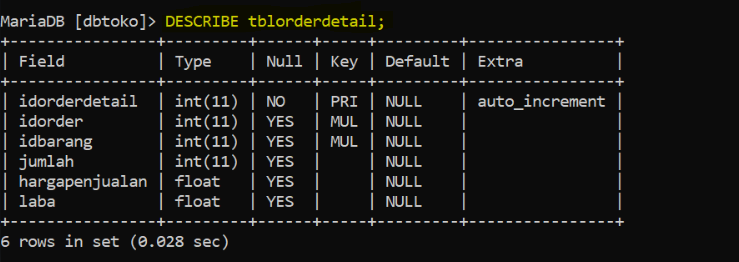 MariaDB [dbtoko]> DESCRIBE tblorderdetail;
+---------------+---------+------+-----+---------+----------------+
| Field          | Type    | Null | Key | Default | Extra          |
+---------------+---------+------+-----+---------+----------------+
| idorderdetail  | int(11) | NO   | PRI | NULL    | auto_increment |
| idorder        | int(11) | YES  | MUL | NULL    |                |
| idbarang       | int(11) | YES  | MUL | NULL    |                |
| jumlah         | int(11) | YES  |     | NULL    |                |
| hargapenjualan | float   | YES  |     | NULL    |                |
| laba           | float   | YES  |     | NULL    |                |
+---------------+---------+------+-----+---------+----------------+
6 rows in set (0.028 sec)